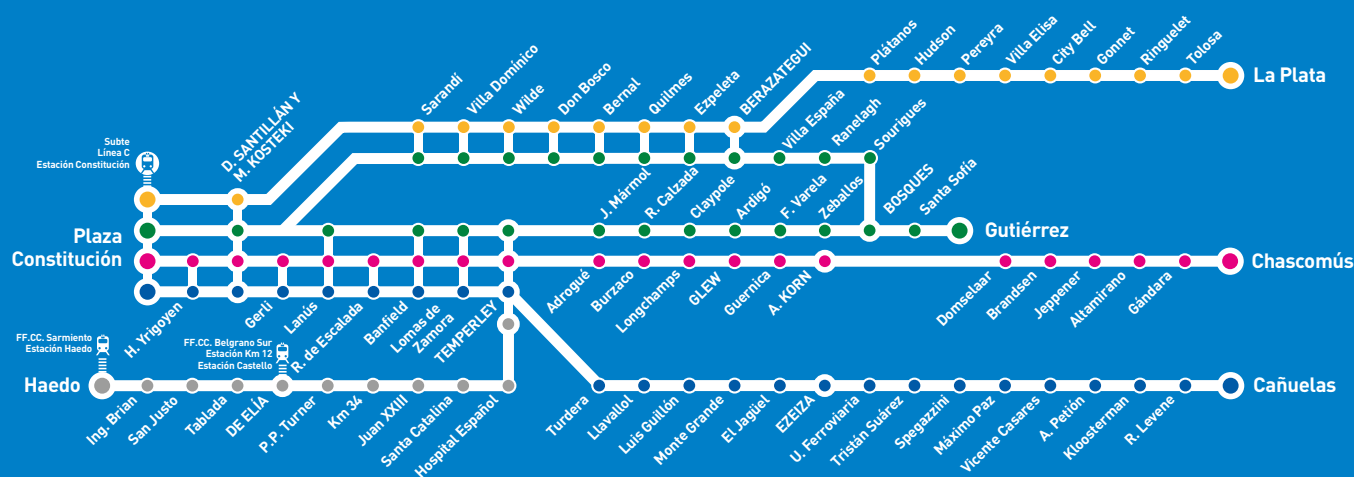 Plátanos
Hudson
Pereyra
Villa Elisa
City Bell
Gonnet
Ringuelet
Tolosa
La Plata
Sarandí
Villa Domínico
Wilde
Don Bosco
Bernal
Quilmes
Ezpeleta
BERAZATEGUI
Villa España
Ranelagh
Sourigues
Subte
Línea C
Estación Constitución
D. SANTILLÁN Y
M. KOSTEKI
J. Mármol
R. Calzada
Claypole
Ardigó
F. Varela
Zeballos
BOSQUES
Santa Sofía
Gutiérrez
Plaza
Constitución
Chascomús
H. Yrigoyen
Gerli
Lanús
R. de Escalada
Banfield
Lomas de
Zamora
TEMPERLEY
Adrogué
Burzaco
Longchamps
GLEW
Guernica
A. KORN
Domselaar
Brandsen
Jeppener
Altamirano
Gándara
FF.CC. Sarmiento
Estación Haedo
FF.CC. Belgrano Sur
Estación Km 12
Estación Castello
Haedo
Cañuelas
Ing. Brian
San Justo
Tablada
DE ELÍA
P.P. Turner
Km 34
Juan XXIII
Santa Catalina
Hospital Español
Turdera
Llavallol
Luis Guillón
Monte Grande
El Jagüel
EZEIZA
U. Ferroviaria
Tristán Suárez
Spegazzini
Máximo Paz
Vicente Casares
A. Petión
Kloosterman
R. Levene